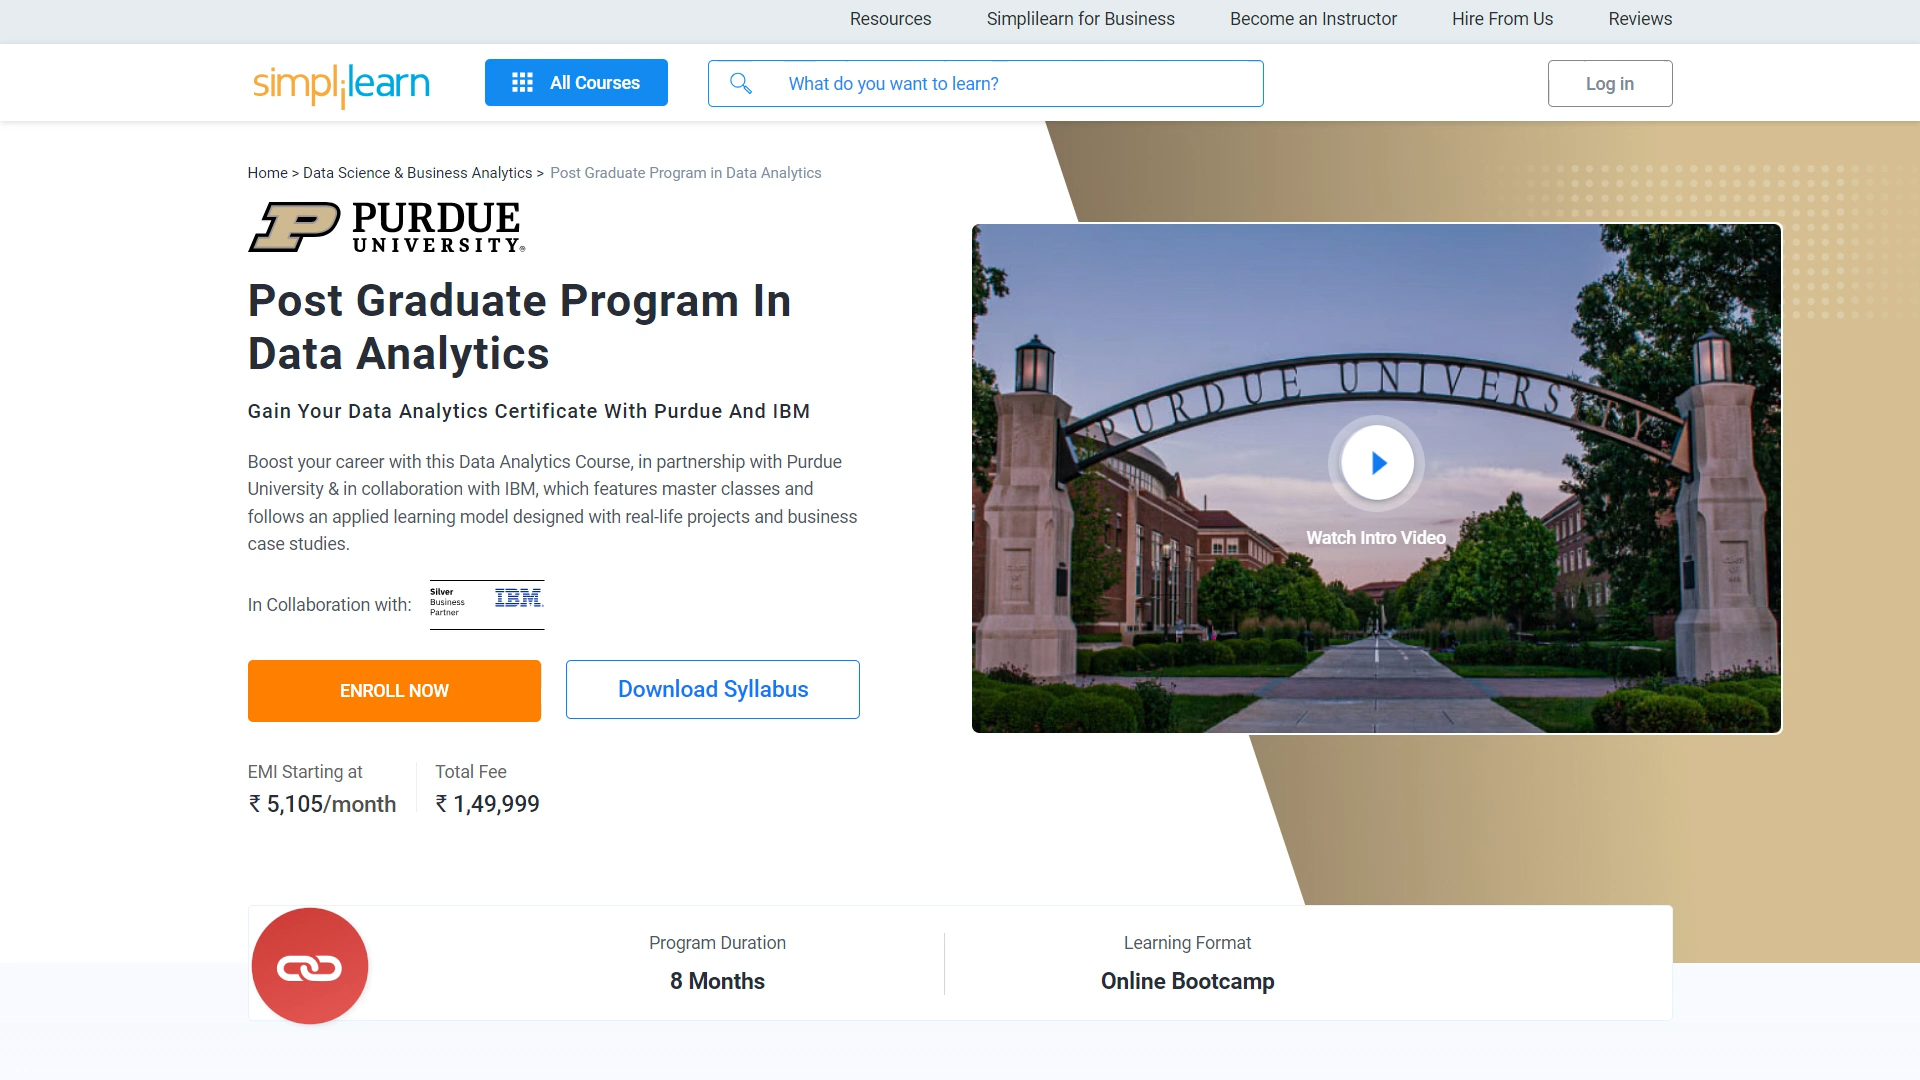 Resources Simplilearn for Business Become an Instructor Hire From Us Reviews
simplilearn All Courses What do you want to learn? Log in
Home > Data Science & Business Analytics > Post Graduate Program in Data Analytics
PURDUE
UNIVERSITY®
Post Graduate Program In
Data Analytics
Gain Your Data Analytics Certificate With Purdue And IBM
Boost your career with this Data Analytics Course, in partnership with Purdue
University & in collaboration with IBM, which features master classes and
follows an applied learning model designed with real-life projects and business
case studies.
In Collaboration with:
Silver
Business
Partner
IBM
ENROLL NOW Download Syllabus
EMI Starting at
₹ 5,105/month
Total Fee
₹ 1,49,999
PURDUE UNIVERSITY
Watch Intro Video
Program Duration
8 Months
Learning Format
Online Bootcamp